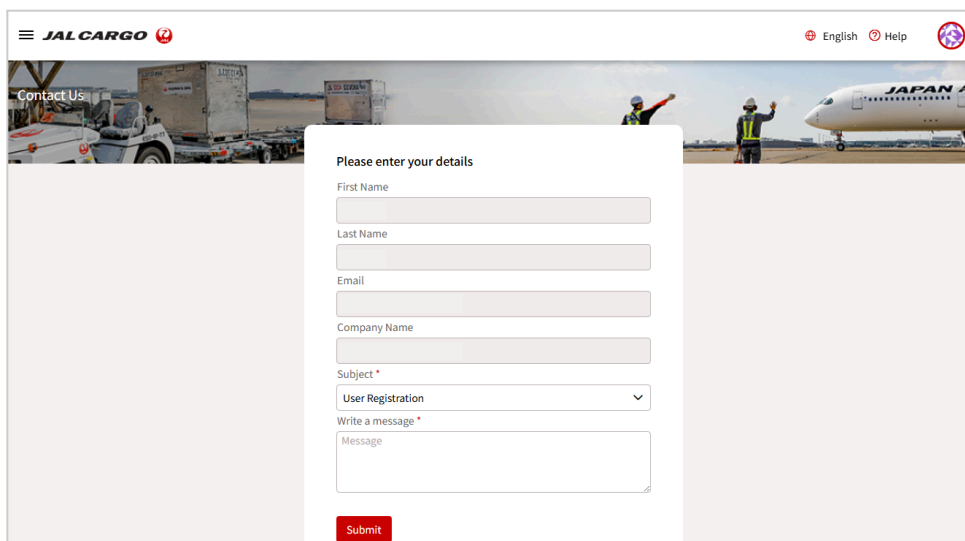 JAL CARGO
English
Help
Contact Us
JAPAN A
Please enter your details
First Name
Last Name
Email
Company Name
Subject *
User Registration
Write a message *
Message
Submit